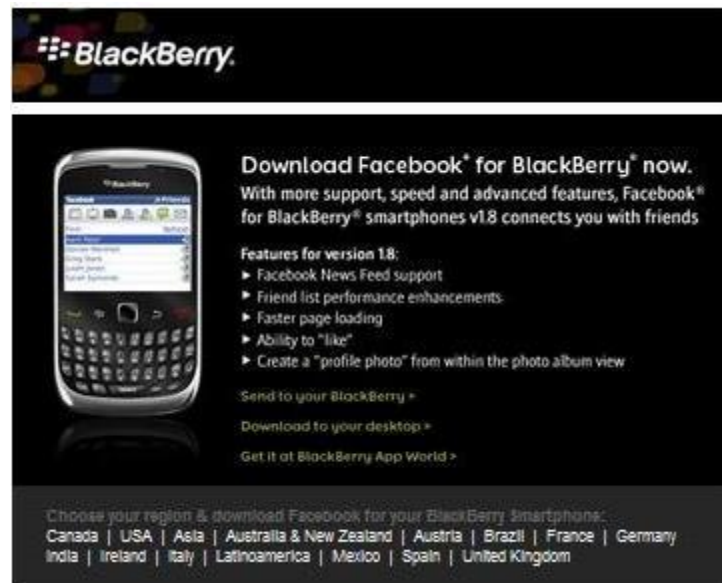 BlackBerry.
BlackBerry
facebook
Friends
Download Facebook® for BlackBerry® now.
With more support, speed and advanced features, Facebook®
for BlackBerry® smartphones v1.8 connects you with friends
Features for version 1.8:
► Facebook News Feed support
► Friend list performance enhancements
► Faster page loading
► Ability to "like"
► Create a "profile photo" from within the photo album view
Send to your BlackBerry >
Download to your desktop >
Get it at BlackBerry App World >
Choose your region & download Facebook for your BlackBerry Smartphone:
Canada | USA | Asia | Australia & New Zealand | Austria | Brazil | France | Germany
India | Ireland | Italy | Latinoamerica | Mexico | Spain | United Kingdom